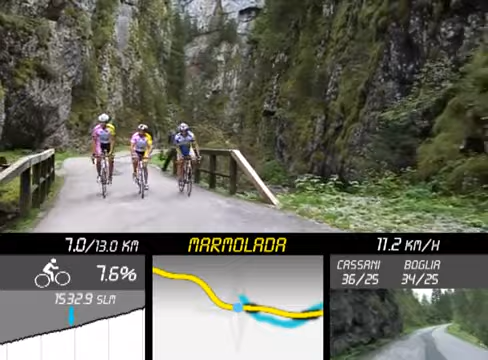 7.0/13.0 KM
MARMOLADA
11.2 KM/H
7.6%
CASSANI BOGLIA
36/25 34/25
1532.9 SLM